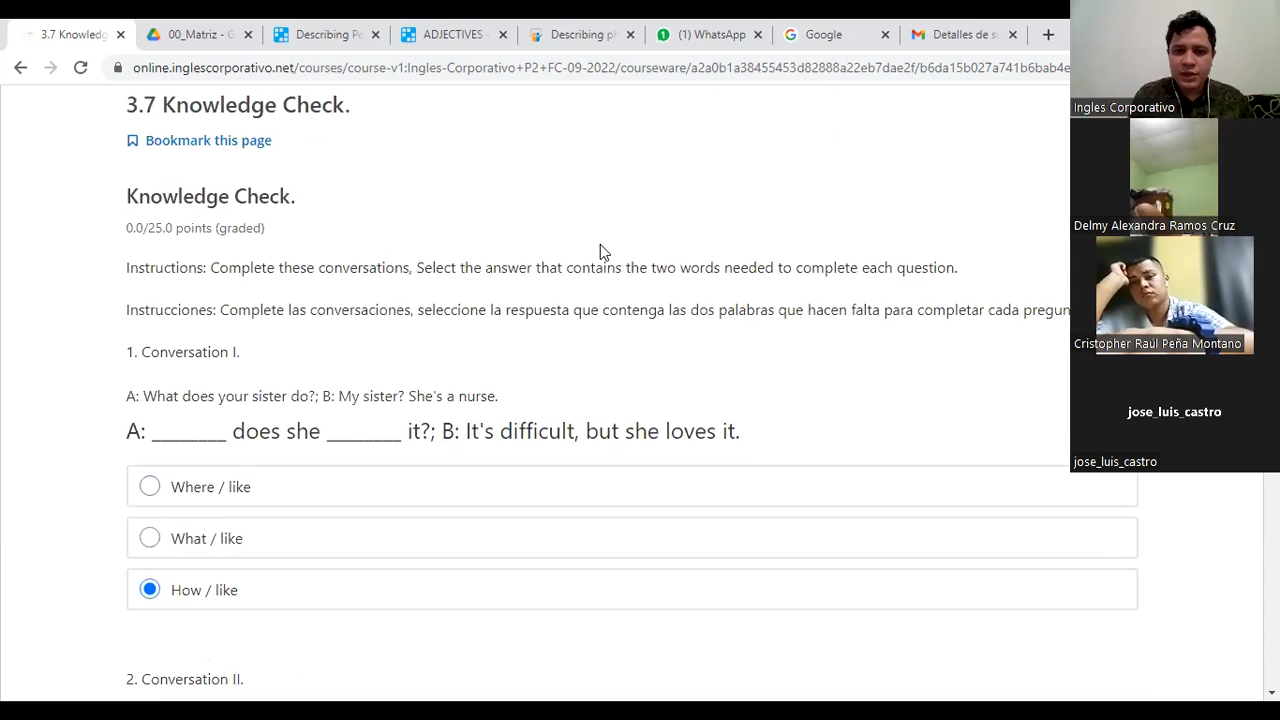 3.7 Knowledg
00_Matriz - G
Describing Pe
ADJECTIVES
Describing ph
(1) WhatsApp
Google
Detalles de su
online.inglescorporativo.net/courses/course-v1:Ingles-Corporativo+P2+FC-09-2022/courseware/a2a0b1a38455453d82888a22eb7dae2f/b6da15b027a741b6bab4e
3.7 Knowledge Check.
Bookmark this page
Knowledge Check.
0.0/25.0 points (graded)
Instructions: Complete these conversations, Select the answer that contains the two words needed to complete each question.
Instrucciones: Complete las conversaciones, seleccione la respuesta que contenga las dos palabras que hacen falta para completar cada pregun
1. Conversation I.
A: What does your sister do?; B: My sister? She's a nurse.
A: ________ does she ________ it?; B: It's difficult, but she loves it.
Where / like
What / like
How / like
2. Conversation II.
Ingles Corporativo
Delmy Alexandra Ramos Cruz
Cristopher Raúl Peña Montano
jose_luis_castro
jose_luis_castro